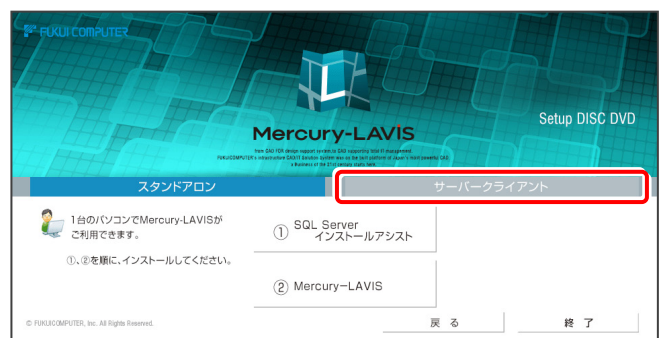 FUKUI COMPUTER
Mercury-LAVIS
Setup DISC DVD
スタンドアロン
サーバークライアント
1台のパソコンでMercury-LAVISが
ご利用できます。
①、②を順に、インストールしてください。
① SQL Server
インストールアシスト
② Mercury-LAVIS
© FUKUICOMPUTER, Inc. All Rights Reserved.
戻 る
終 了